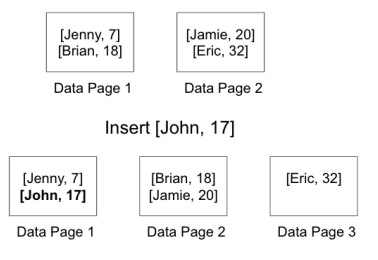 [Jenny, 7]
[Brian, 18]
[Jamie, 20]
[Eric, 32]
Data Page 1
Data Page 2
Insert [John, 17]
[Jenny, 7]
[John, 17]
[Brian, 18]
[Jamie, 20]
[Eric, 32]
Data Page 1
Data Page 2
Data Page 3